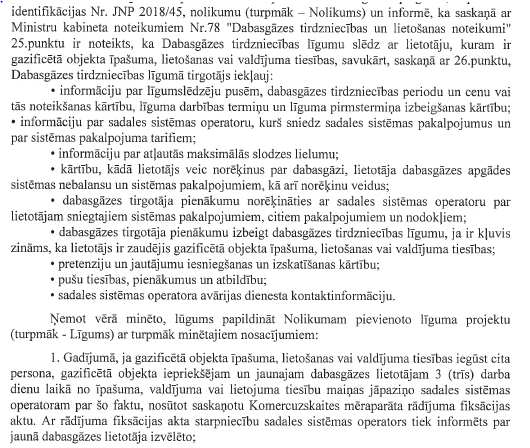 identifikācijas Nr. JNP 2018/45, nolikumu (turpmāk – Nolikums) un informē, ka saskaņā ar
Ministru kabineta noteikumiem Nr.78 "Dabasgāzes tirdzniecības un lietošanas noteikumi"
25.punktu ir noteikts, ka Dabasgāzes tirdzniecības līgumu slēdz ar lietotāju, kuram ir
gazificētā objekta īpašuma, lietošanas vai valdījuma tiesības, savukārt, saskaņā ar 26.punktu,
Dabasgāzes tirdzniecības līgumā tirgotājs iekļauj:
• informāciju par līgumslēdzēju pusēm, dabasgāzes tirdzniecības periodu un cenu vai
tās noteikšanas kārtību, līguma darbības termiņu un līguma pirmstermiņa izbeigšanas kārtību;
• informāciju par sadales sistēmas operatoru, kurš sniedz sadales sistēmas pakalpojumus un
par sistēmas pakalpojuma tarifiem;
• informāciju par atļautās maksimālās slodzes lielumu;
• kārtību, kādā lietotājs veic norēķinus par dabasgāzi, lietotāja dabasgāzes apgādes
sistēmas nebalansu un sistēmas pakalpojumiem, kā arī norēķinu veidus;
• dabasgāzes tirgotāja pienākumu norēķināties ar sadales sistēmas operatoru par
lietotājam sniegtajiem sistēmas pakalpojumiem, citiem pakalpojumiem un nodokļiem;
• dabasgāzes tirgotāja pienākumu izbeigt dabasgāzes tirdzniecības līgumu, ja ir kļuvis
zināms, ka lietotājs ir zaudējis gazificētā objekta īpašuma, lietošanas vai valdījuma tiesības;
• pretenziju un jautājumu iesniegšanas un izskatīšanas kārtību;
• pušu tiesības, pienākumus un atbildību;
• sadales sistēmas operatora avārijas dienesta kontaktinformāciju.
Ņemot vērā minēto, lūgums papildināt Nolikumam pievienoto līguma projektu
(turpmāk - Līgums) ar turpmāk minētajiem nosacījumiem:
1. Gadījumā, ja gazificētā objekta īpašuma, lietošanas vai valdījuma tiesības iegūst cita
persona, gazificētā objekta iepriekšējam un jaunajam dabasgāzes lietotājam 3 (trīs) darba
dienu laikā no īpašuma, valdījuma vai lietojuma tiesību maiņas jāpaziņo sadales sistēmas
operatoram par šo faktu, nosūtot saskaņotu Komercuzskaites mēraparāta rādījuma fiksācijas
aktu. Ar rādījuma fiksācijas akta starpniecību sadales sistēmas operators tiek informēts par
jaunā dabasgāzes lietotāja izvēlēto;